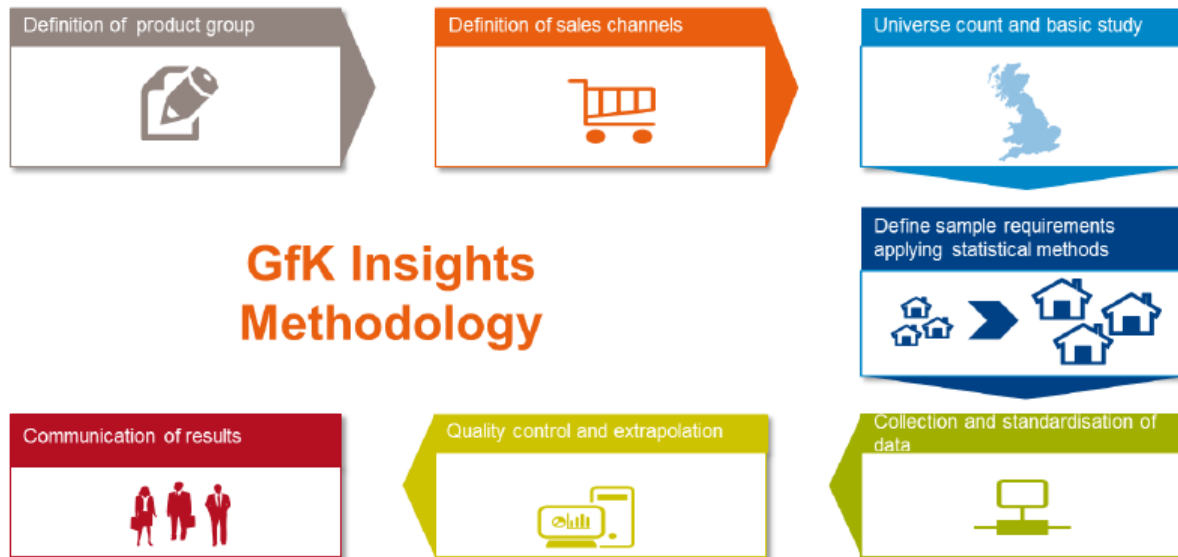 Definition of product group
Definition of sales channels
Universe count and basic study
Define sample requirements
applying statistical methods
GfK Insights
Methodology
Collection and standardisation of
data
Quality control and extrapolation
Communication of results